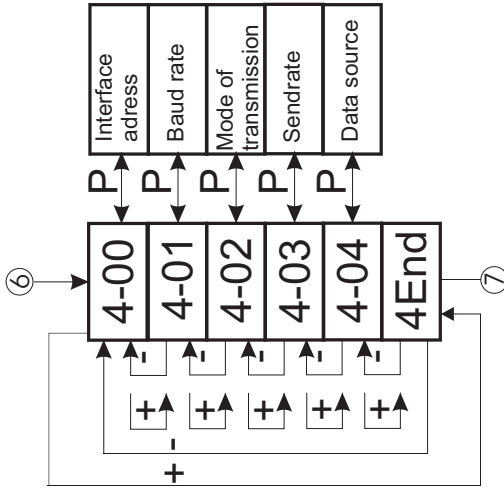 ⑥
4-00
P
Interface
adress
4-01
P
Baud rate
4-02
P
Mode of
transmission
4-03
P
Sendrate
4-04
P
Data source
4End
⑦
+ -
+ -
+ -
+ -
+ -
+ -